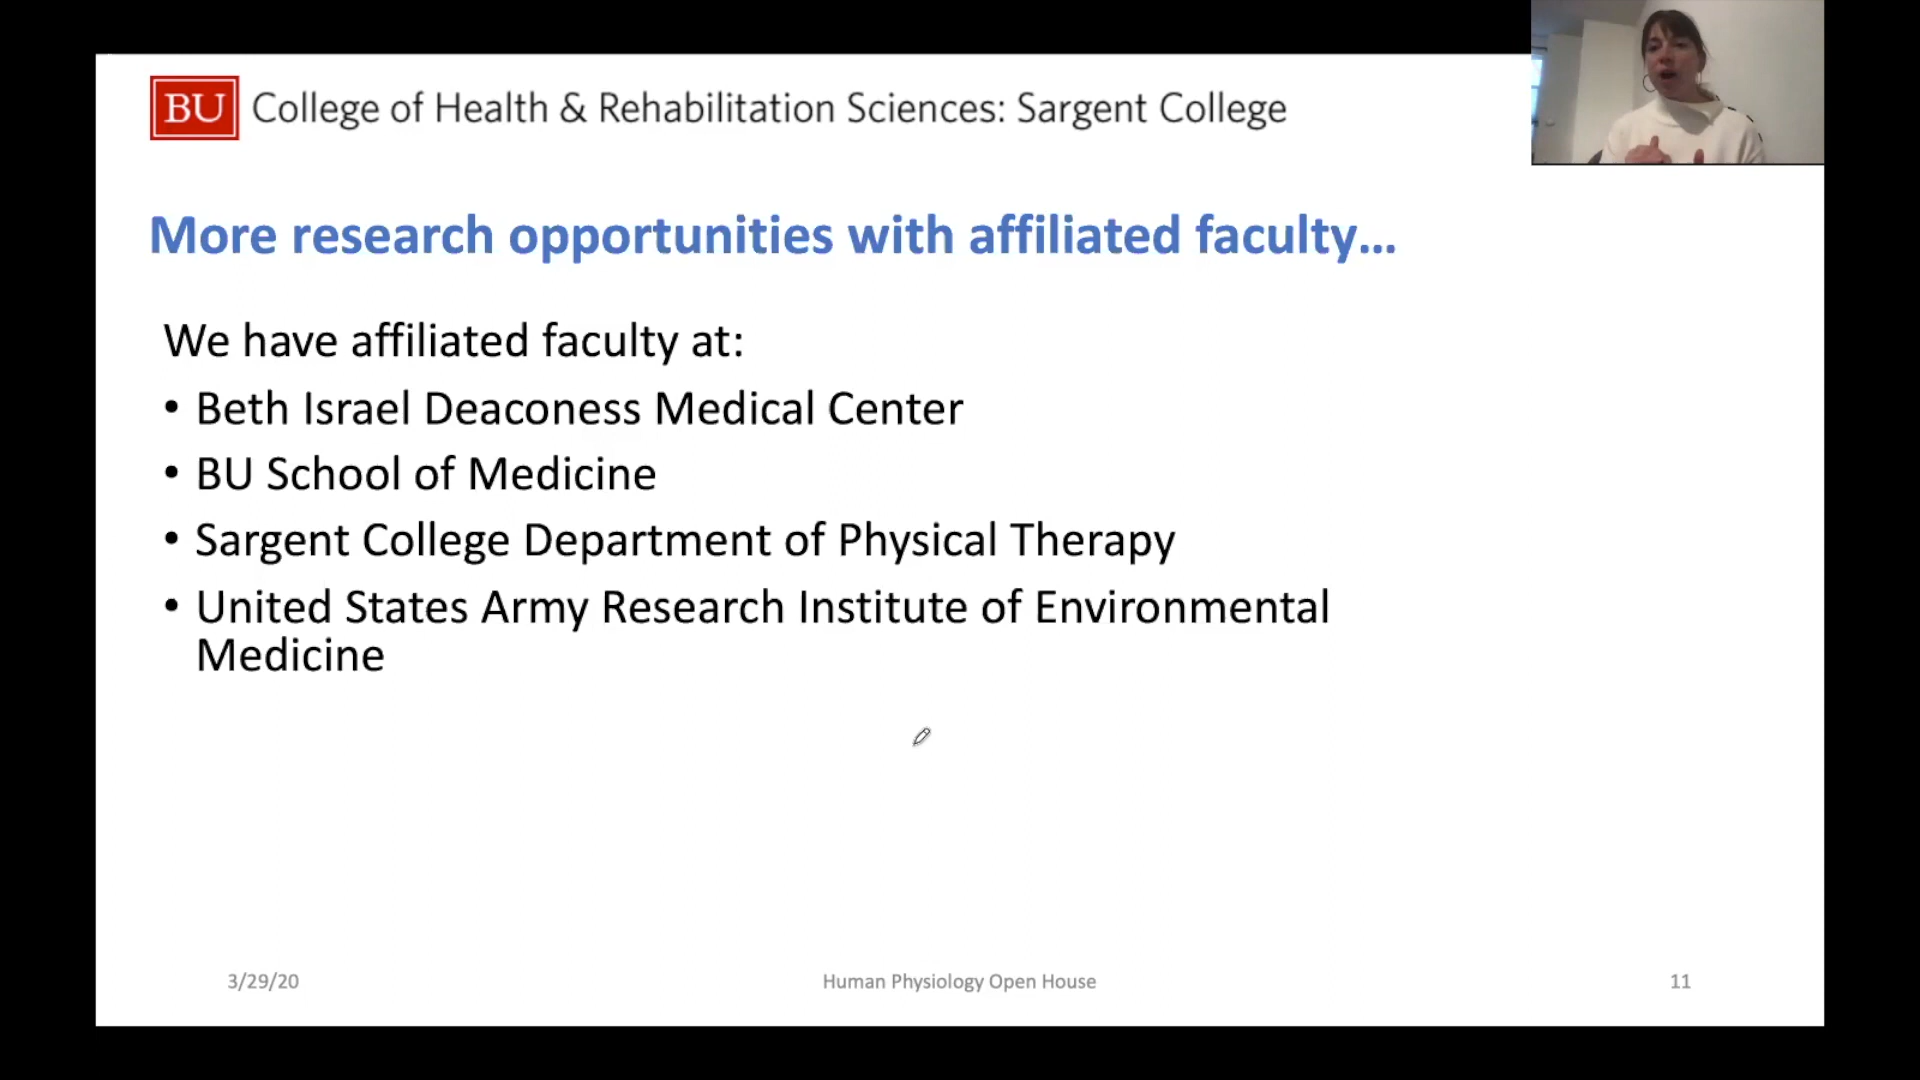 BU College of Health & Rehabilitation Sciences: Sargent College
More research opportunities with affiliated faculty...
We have affiliated faculty at:
• Beth Israel Deaconess Medical Center
• BU School of Medicine
• Sargent College Department of Physical Therapy
• United States Army Research Institute of Environmental
Medicine
3/29/20 Human Physiology Open House 11